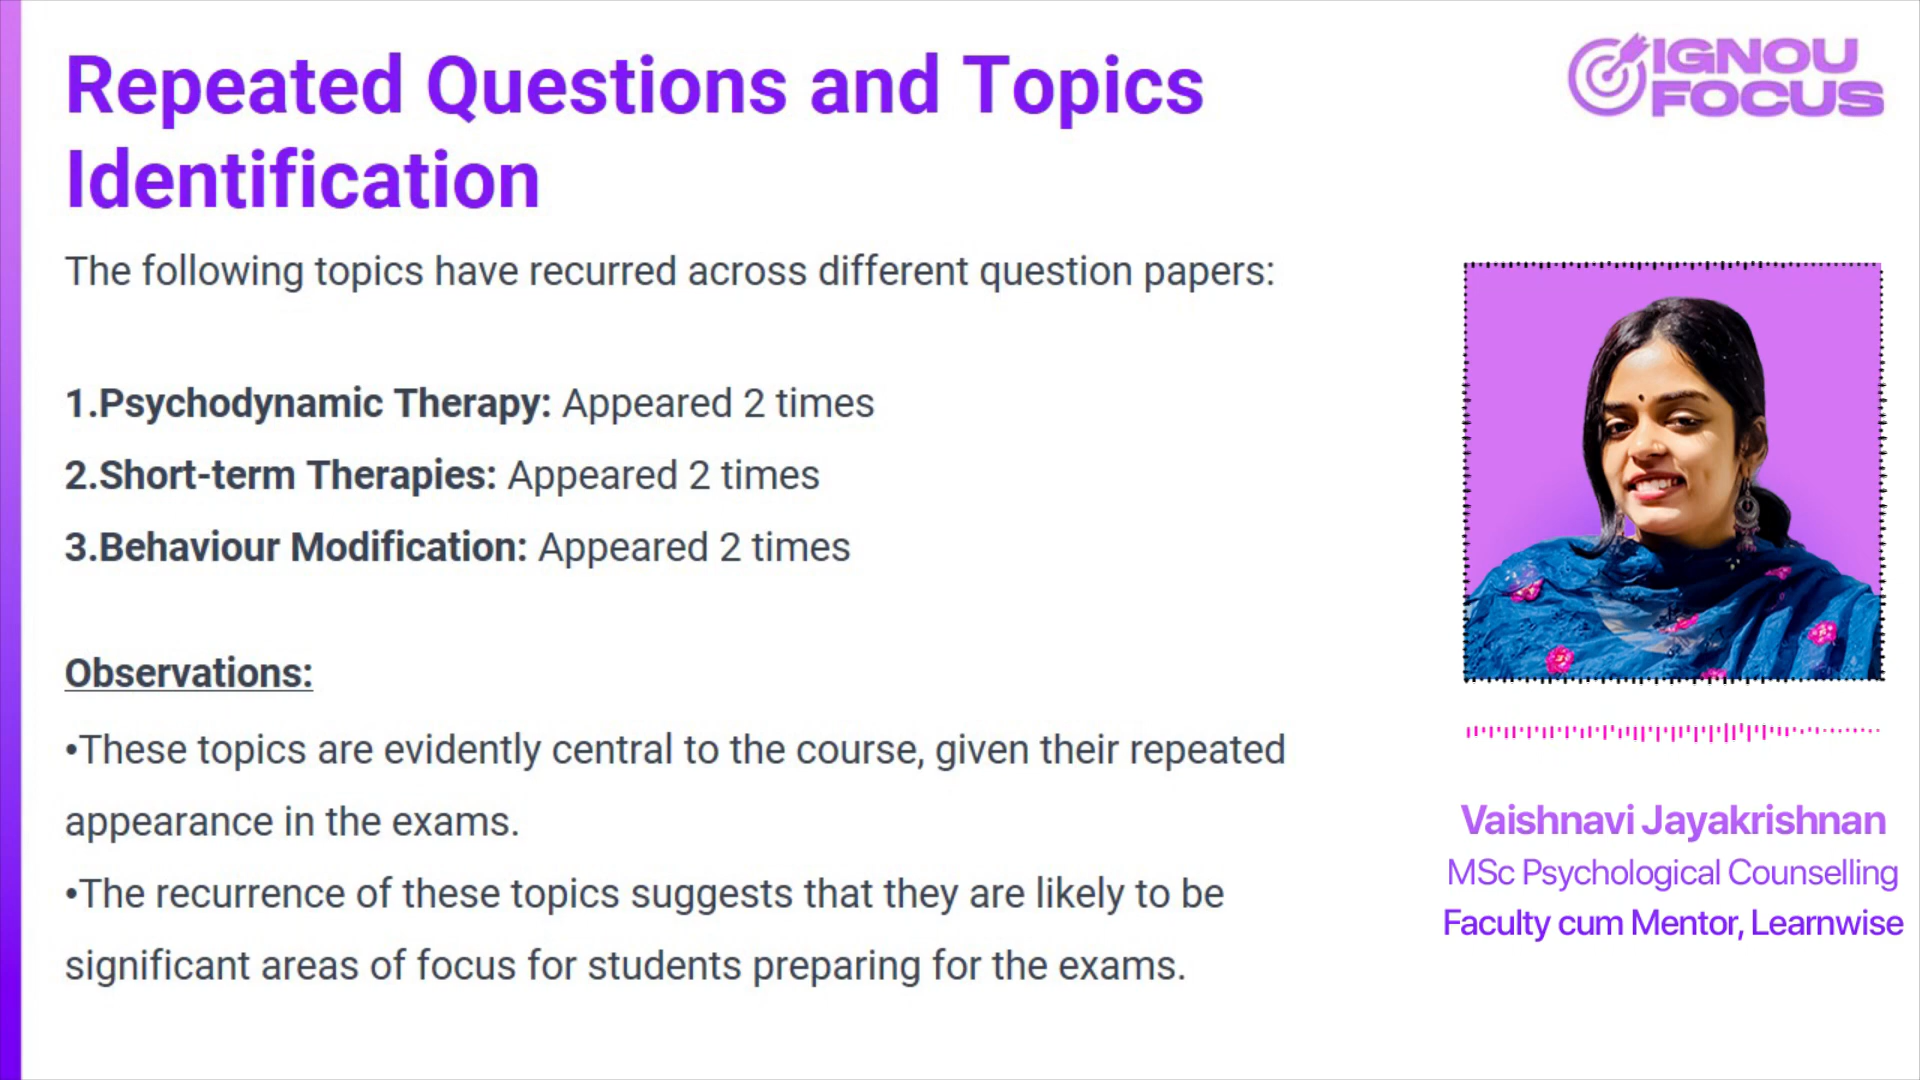 Repeated Questions and Topics
Identification
IGNOU
FOCUS
The following topics have recurred across different question papers:
1.Psychodynamic Therapy: Appeared 2 times
2.Short-term Therapies: Appeared 2 times
3.Behaviour Modification: Appeared 2 times
Observations:
•These topics are evidently central to the course, given their repeated
appearance in the exams.
•The recurrence of these topics suggests that they are likely to be
significant areas of focus for students preparing for the exams.
Vaishnavi Jayakrishnan
MSc Psychological Counselling
Faculty cum Mentor, Learnwise